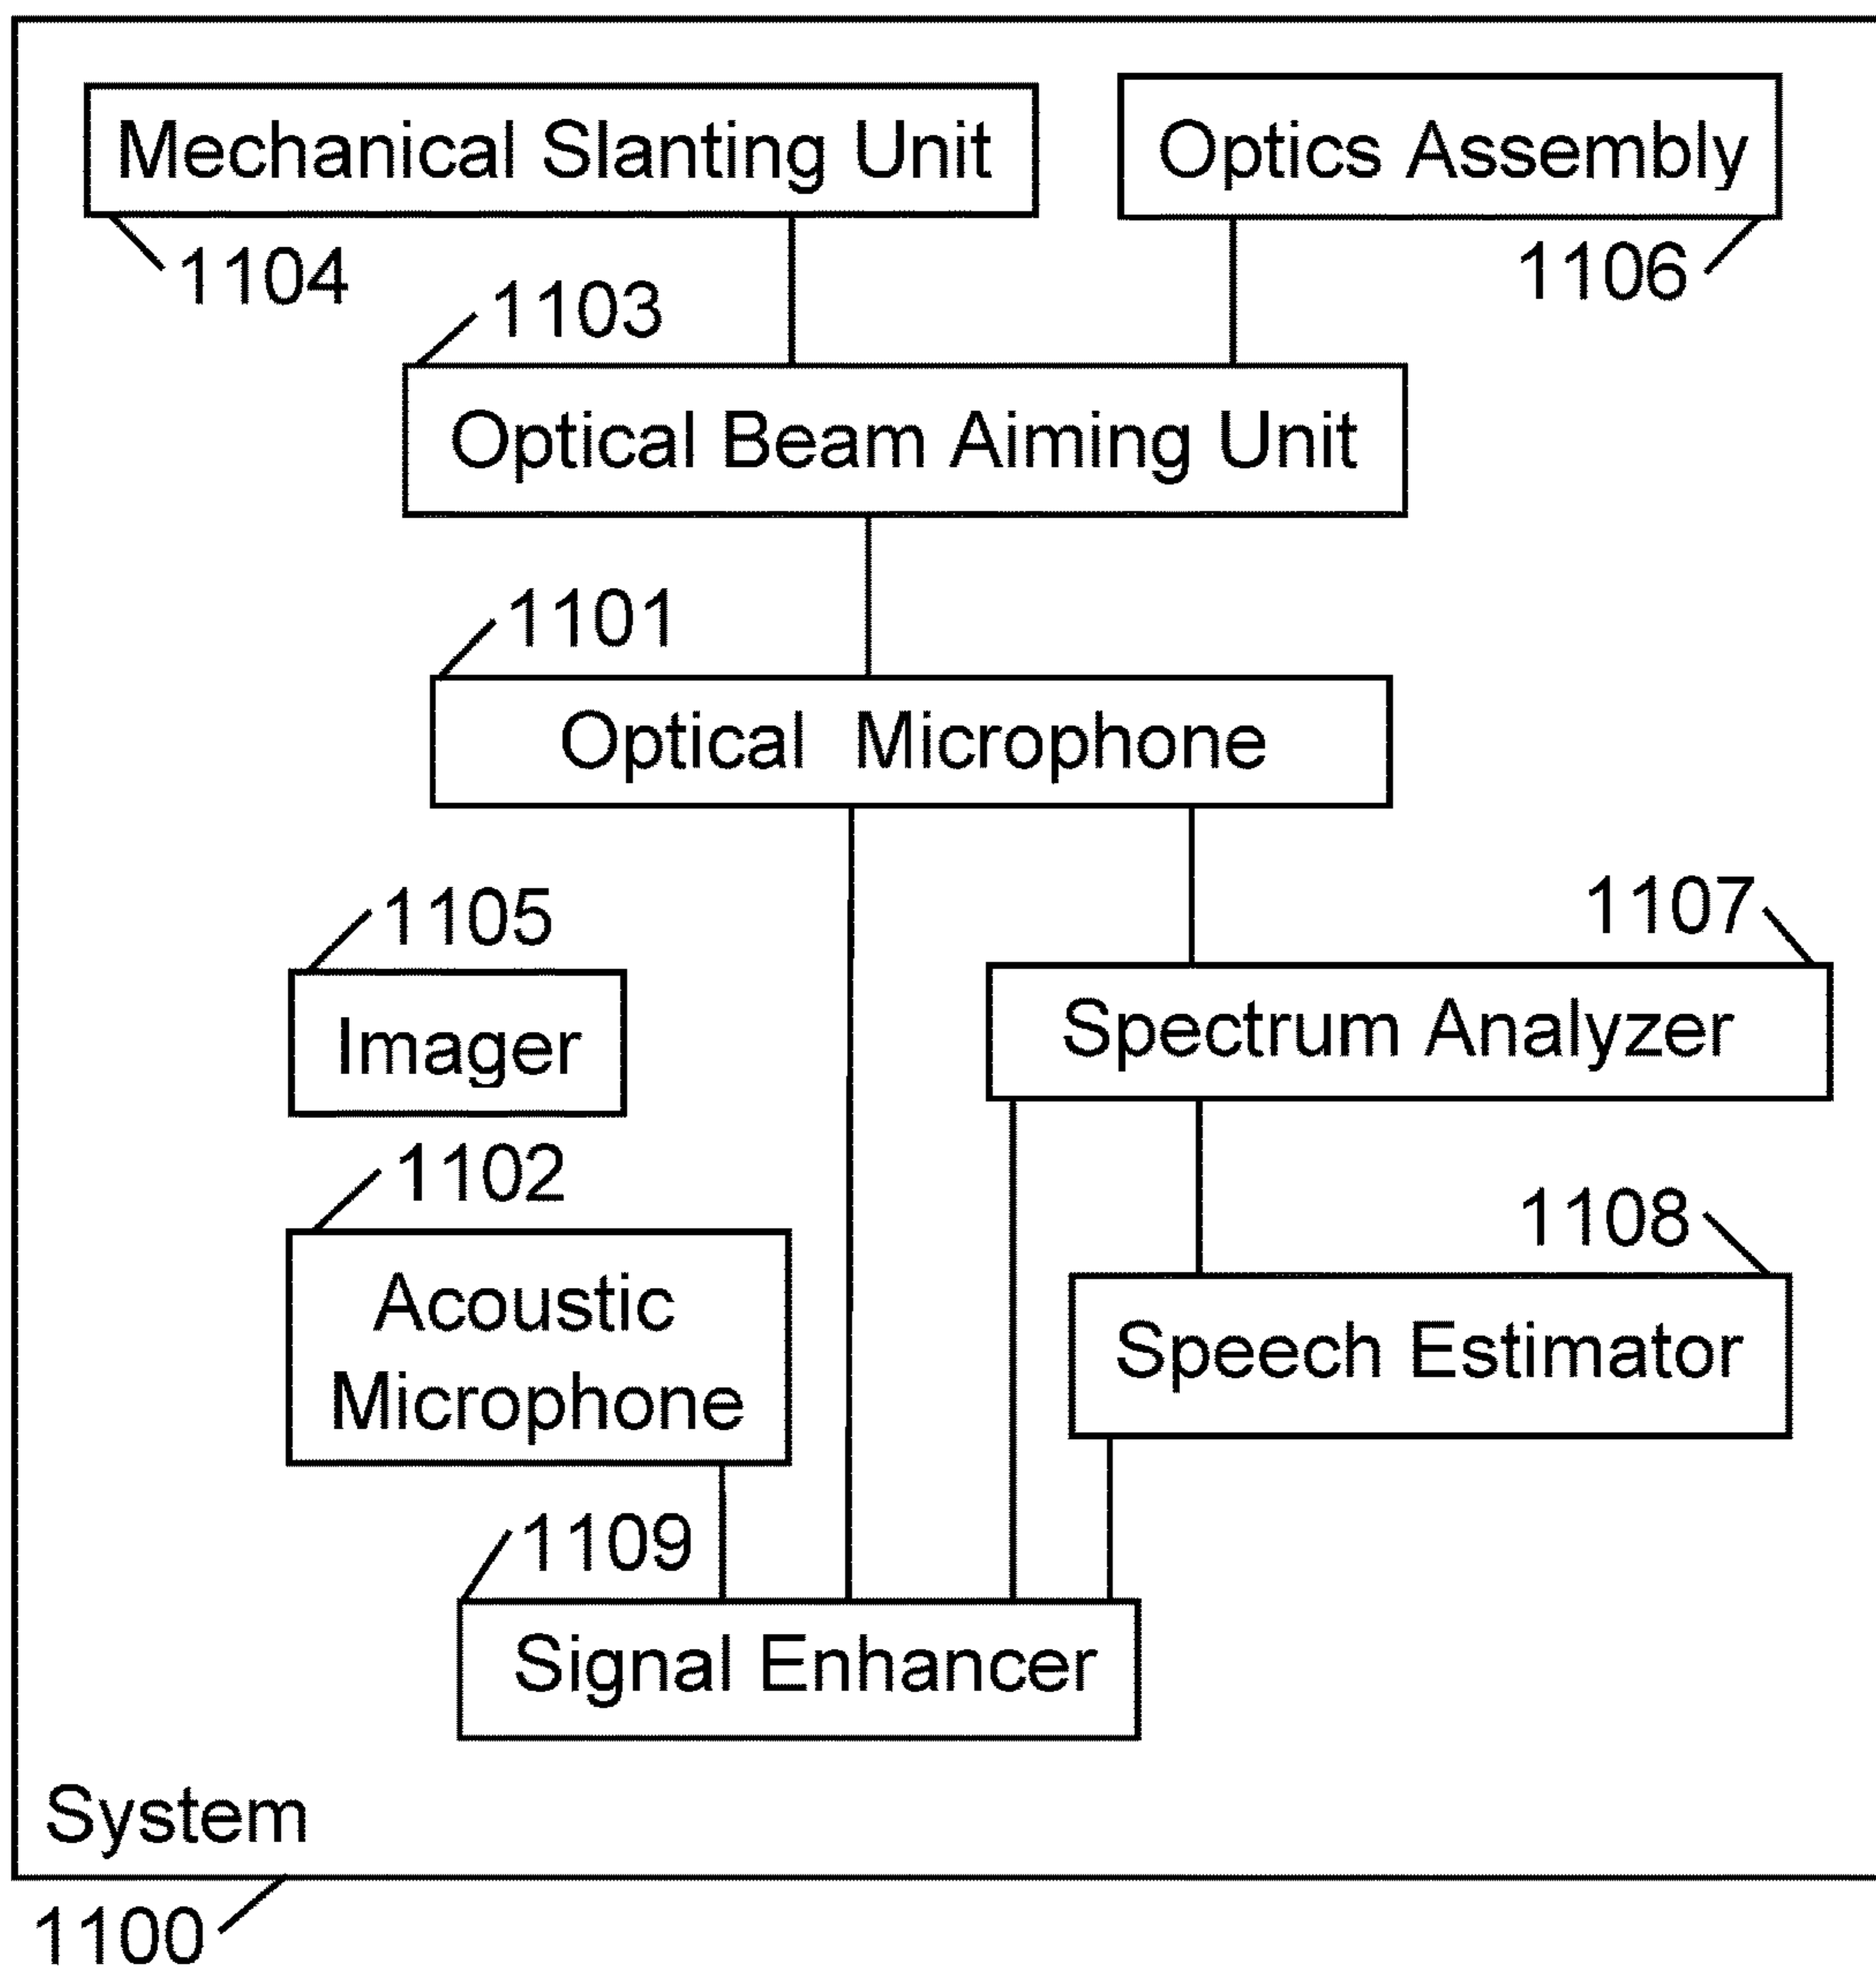 Mechanical Slanting Unit
Optics Assembly
1104
1106
1103
Optical Beam Aiming Unit
1101
Optical Microphone
1105
1107
Imager
Spectrum Analyzer
1102
1108
Acoustic
Microphone
Speech Estimator
1109
Signal Enhancer
System
1100